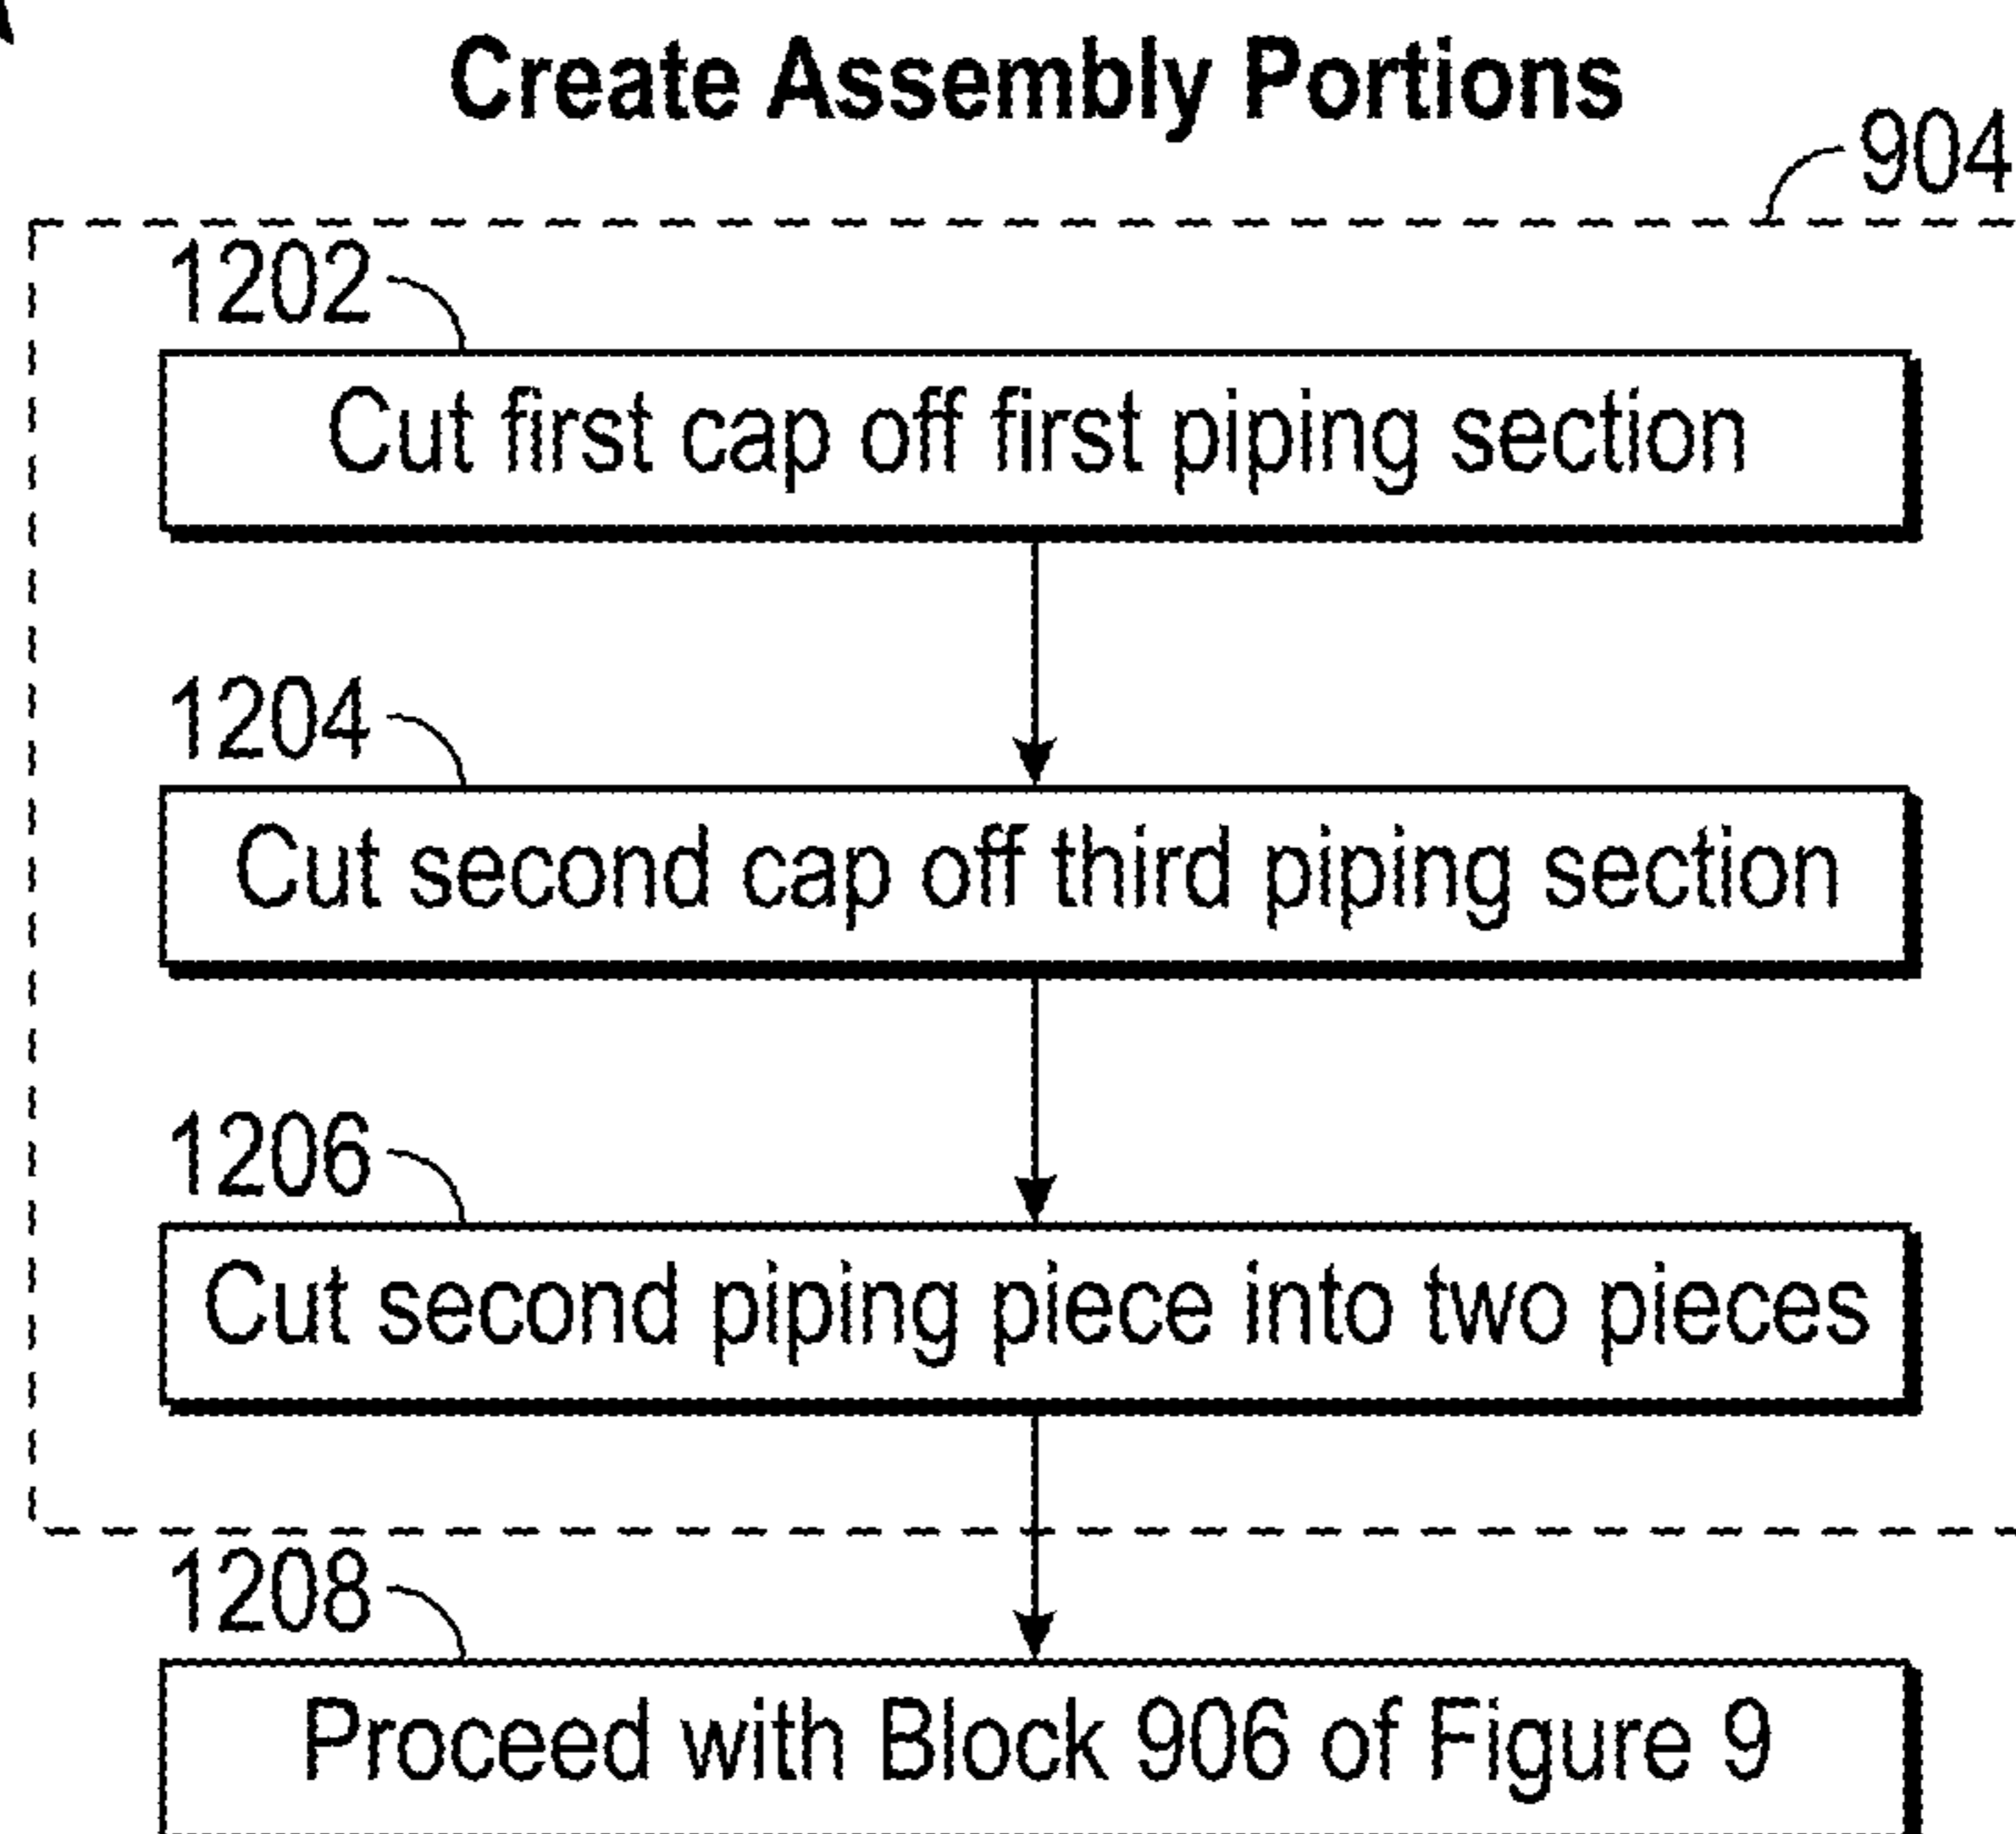 Create Assembly Portions
904
1202
Cut first cap off first piping section
1204
Cut second cap off third piping section
1206
Cut second piping piece into two pieces
1208
Proceed with Block 906 of Figure 9